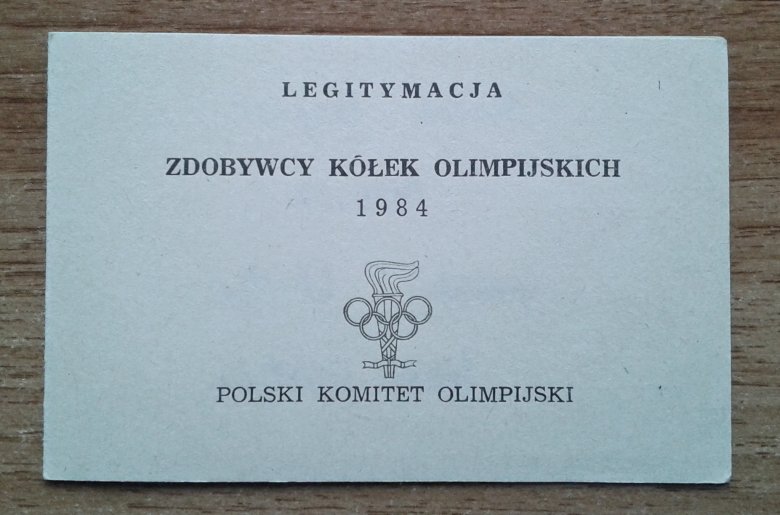 LEGITYMACJA
ZDOBYWCY KÓŁEK OLIMPIJSKICH
1984
POLSKI KOMITET OLIMPIJSKI